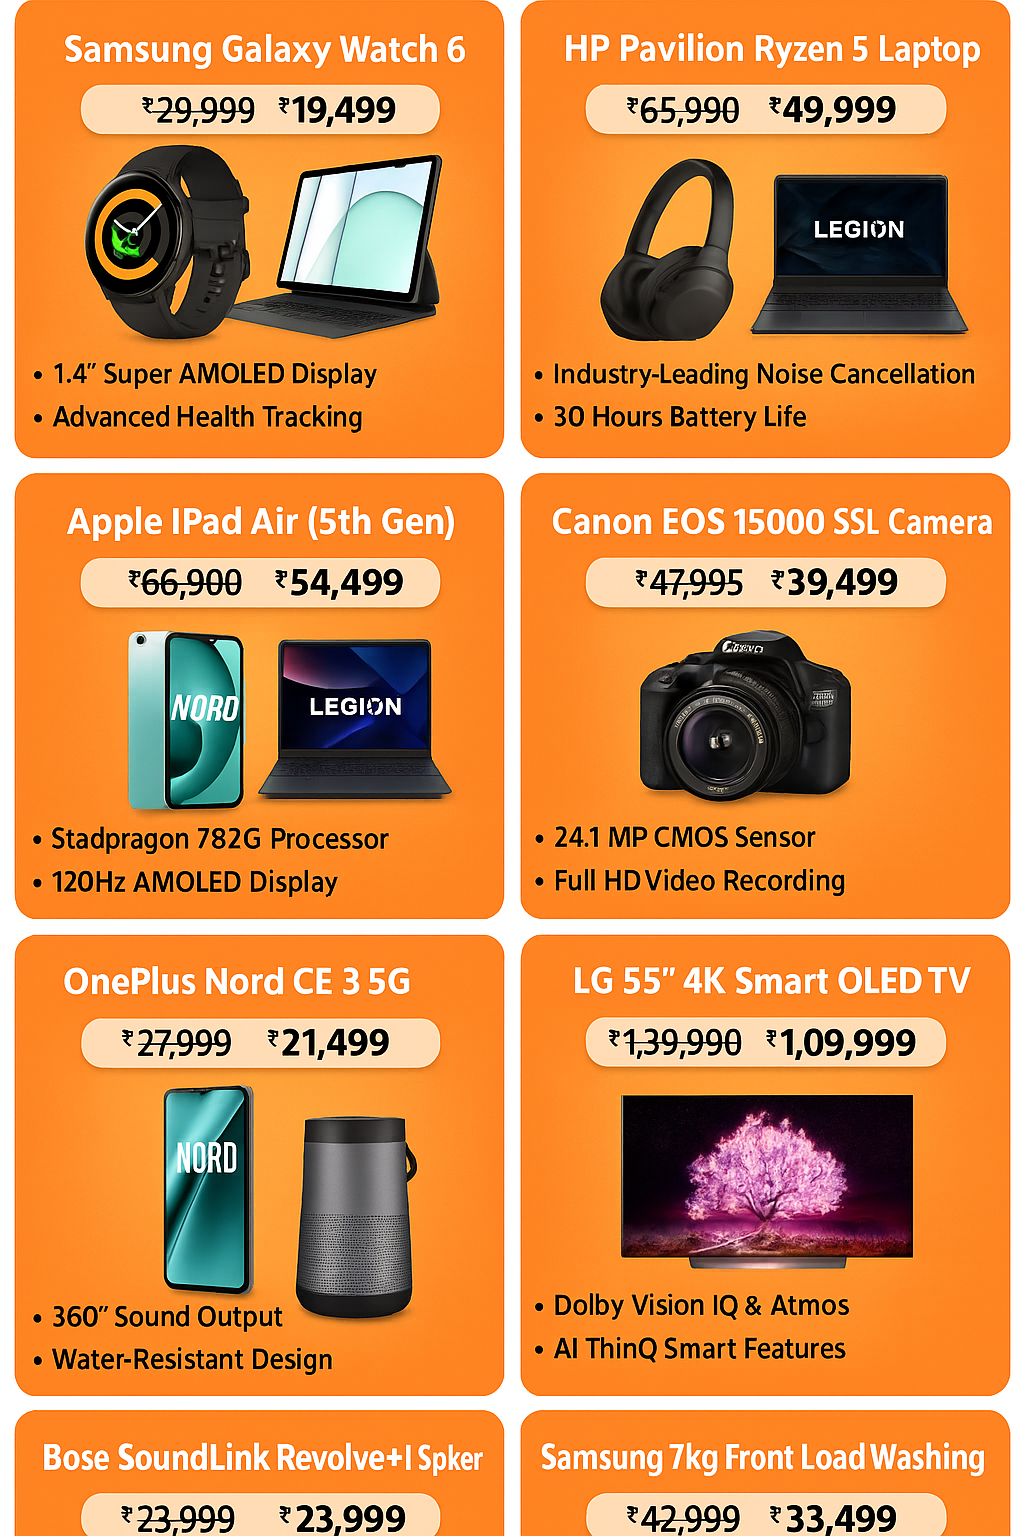 Samsung Galaxy Watch 6
₹29,999 ₹19,499
• 1.4" Super AMOLED Display
• Advanced Health Tracking
HP Pavilion Ryzen 5 Laptop
₹65,990 ₹49,999
LEGION
• Industry-Leading Noise Cancellation
• 30 Hours Battery Life
Apple IPad Air (5th Gen)
₹66,900 ₹54,499
NORD
LEGION
• Stadpragon 782G Processor
• 120Hz AMOLED Display
Canon EOS 15000 SSL Camera
₹47,995 ₹39,499
• 24.1 MP CMOS Sensor
• Full HD Video Recording
OnePlus Nord CE 3 5G
₹27,999 ₹21,499
NORD
• 360" Sound Output
• Water-Resistant Design
LG 55" 4K Smart OLED TV
₹1,39,990 ₹1,09,999
• Dolby Vision IQ & Atmos
• AI ThinQ Smart Features
Bose SoundLink Revolve+I Spker
₹23,999 ₹23,999
Samsung 7kg Front Load Washing
₹42,999 ₹33,499